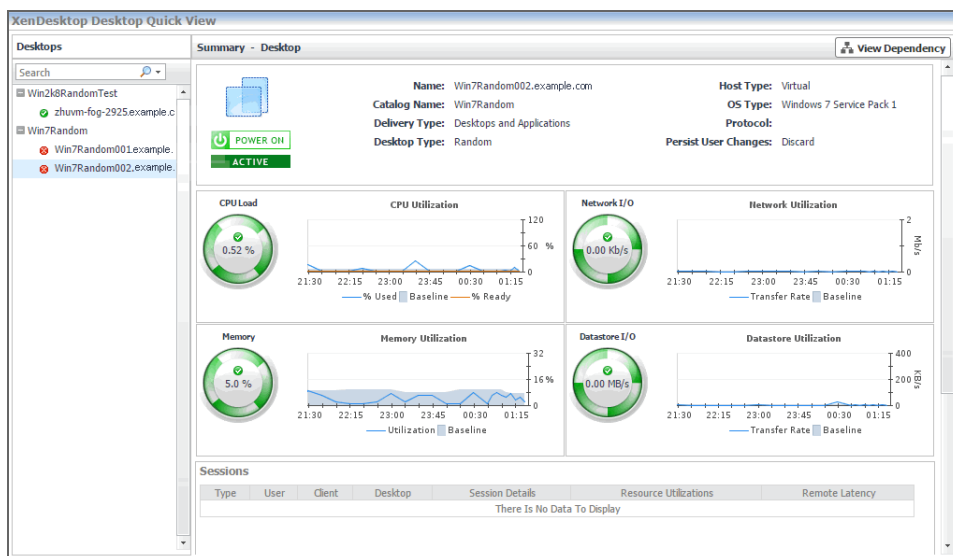 XenDesktop Desktop Quick View
Desktops
Search
Win2k8RandomTest
zhuvm-fog-2925.example.c
Win7Random
Win7Random001.example.
Win7Random002.example.
Summary - Desktop
View Dependency
POWER ON
ACTIVE
Name: Win7Random002.example.com
Catalog Name: Win7Random
Delivery Type: Desktops and Applications
Desktop Type: Random
Host Type: Virtual
OS Type: Windows 7 Service Pack 1
Protocol:
Persist User Changes: Discard
CPU Load
0.52 %
CPU Utilization
120
60 %
0
21:30 22:15 23:00 23:45 00:30 01:15
% Used Baseline % Ready
Network I/O
0.00 Kb/s
Network Utilization
2
1
0
Mb/s
21:30 22:15 23:00 23:45 00:30 01:15
Transfer Rate Baseline
Memory
5.0 %
Memory Utilization
32
16 %
0
21:30 22:15 23:00 23:45 00:30 01:15
Utilization Baseline
Datastore I/O
0.00 MB/s
Datastore Utilization
400
200
0
KB/s
21:30 22:15 23:00 23:45 00:30 01:15
Transfer Rate Baseline
Sessions
Type User Client Desktop Session Details Resource Utilizations Remote Latency
There Is No Data To Display